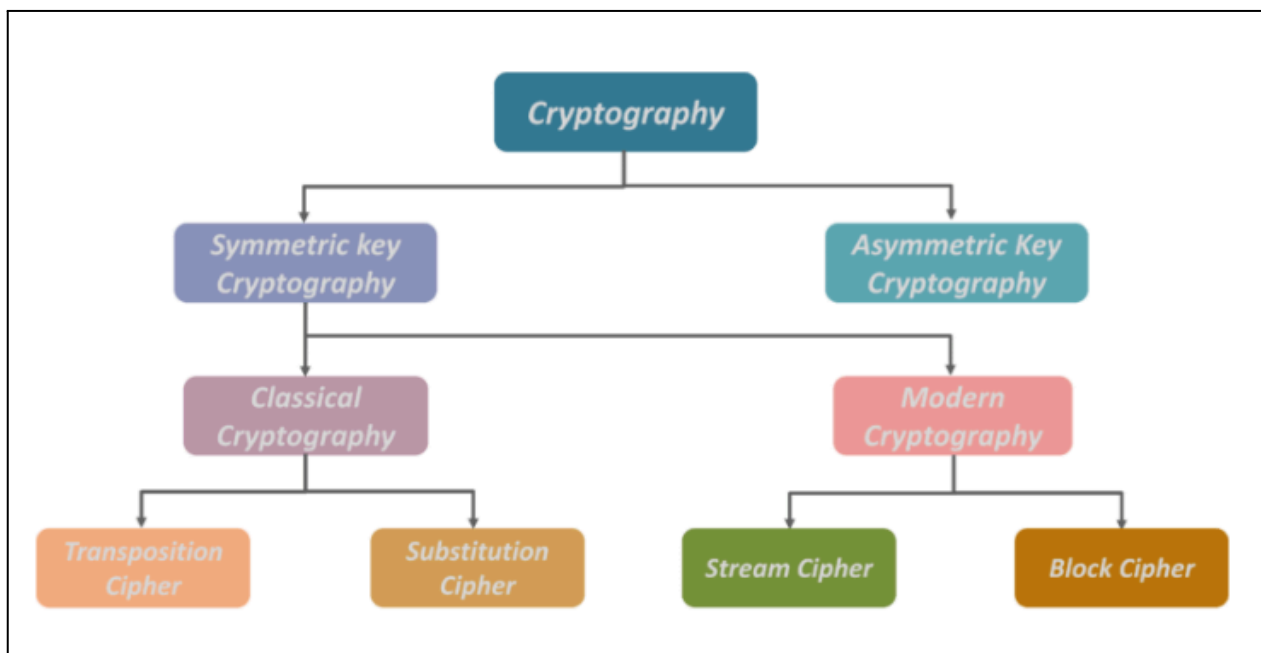 Cryptography
Symmetric key
Cryptography
Asymmetric Key
Cryptography
Classical
Cryptography
Modern
Cryptography
Transposition
Cipher
Substitution
Cipher
Stream Cipher
Block Cipher